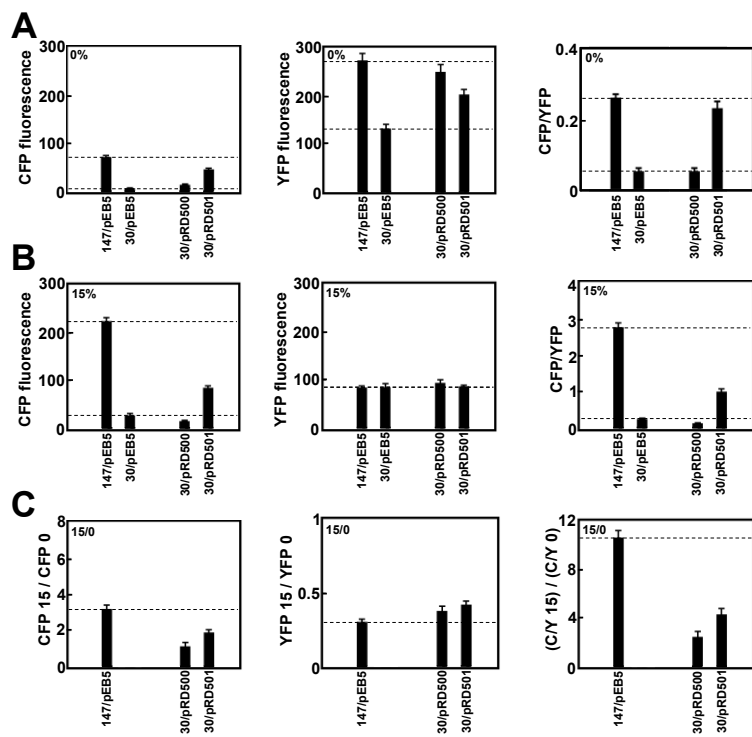 A
CFP fluorescence
300
200
100
0
0%
147/pEB5
30/pEB5
30/pRD500
30/pRD501
YFP fluorescence
300
200
100
0
0%
147/pEB5
30/pEB5
30/pRD500
30/pRD501
CFP/YFP
0.4
0.2
0
0%
147/pEB5
30/pEB5
30/pRD500
30/pRD501
B
CFP fluorescence
300
200
100
0
15%
147/pEB5
30/pEB5
30/pRD500
30/pRD501
YFP fluorescence
300
200
100
0
15%
147/pEB5
30/pEB5
30/pRD500
30/pRD501
CFP/YFP
4
3
2
1
0
15%
147/pEB5
30/pEB5
30/pRD500
30/pRD501
C
CFP 15 / CFP 0
8
6
4
2
0
15/0
147/pEB5
30/pRD500
30/pRD501
YFP 15 / YFP 0
1
0.5
0
15/0
147/pEB5
30/pRD500
30/pRD501
(C/Y 15) / (C/Y 0)
12
8
4
0
15/0
147/pEB5
30/pRD500
30/pRD501